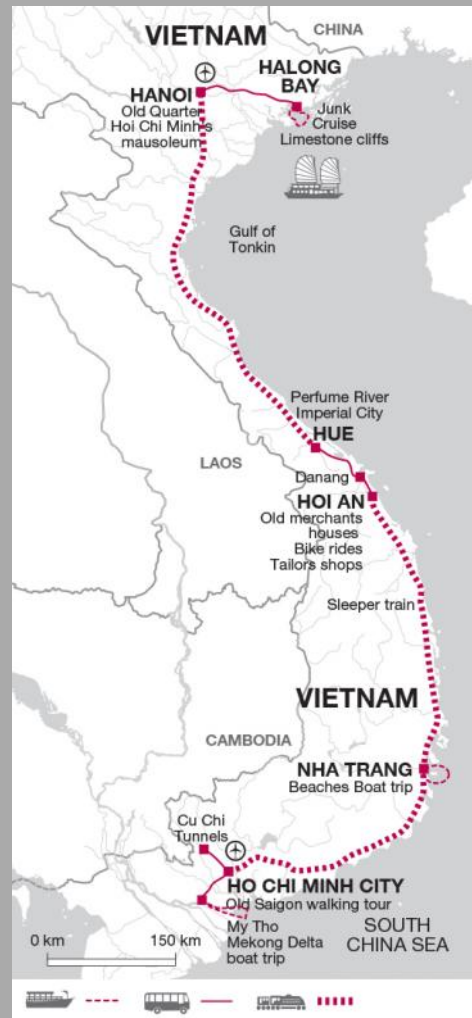 VIETNAM
CHINA
HALONG
BAY
HANOI
Old Quarter
Hoi Chi Minh's
mausoleum
Junk
Cruise
Limestone cliffs
Gulf of
Tonkin
Perfume River
Imperial City
HUE
LAOS
Danang
HOI AN
Old merchants
houses
Bike rides
Tailors shops
Sleeper train
VIETNAM
CAMBODIA
NHA TRANG
Beaches Boat trip
Cu Chi
Tunnels
HO CHI MINH CITY
Old Saigon walking tour
My Tho
Mekong Delta
boat trip
SOUTH
CHINA SEA
0 km 150 km